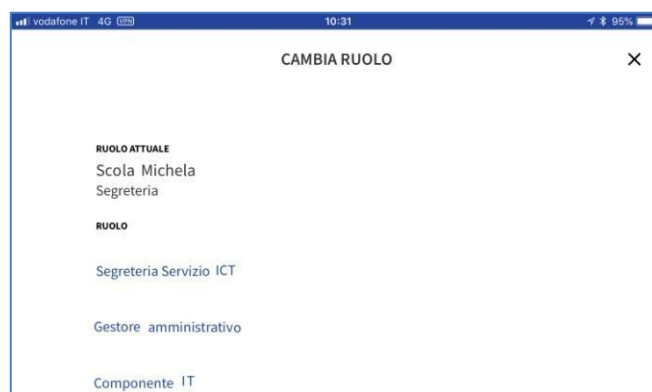 vodafone IT 4G VPN 10:31 95%
CAMBIA RUOLO
RUOLO ATTUALE
Scola Michela
Segreteria
RUOLO
Segreteria Servizio ICT
Gestore amministrativo
Componente IT